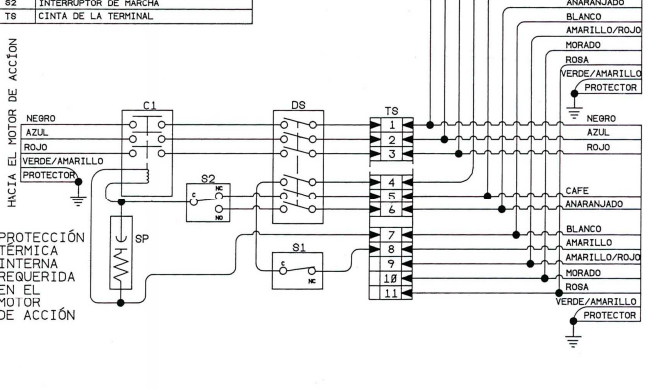 S2 INTERRUPTOR DE MARCHA
TS CINTA DE LA TERMINAL
ANARANJADO
BLANCO
AMARILLO/ROJO
MORADO
ROSA
VERDE/AMARILLO
PROTECTOR
HACIA EL MOTOR DE ACCÏON
NEGRO
AZUL
ROJO
VERDE/AMARILLO
PROTECTOR
C1
DS
TS
1
2
3
4
5
6
7
8
9
10
11
S2
NC
C
NO
S1
C
NC
SP
PROTECCIÓN
TÉRMICA
INTERNA
REQUERIDA
EN EL
MOTOR
DE ACCIÓN
NEGRO
AZUL
ROJO
CAFE
ANARANJADO
BLANCO
AMARILLO
AMARILLO/ROJO
MORADO
ROSA
VERDE/AMARILLO
PROTECTOR